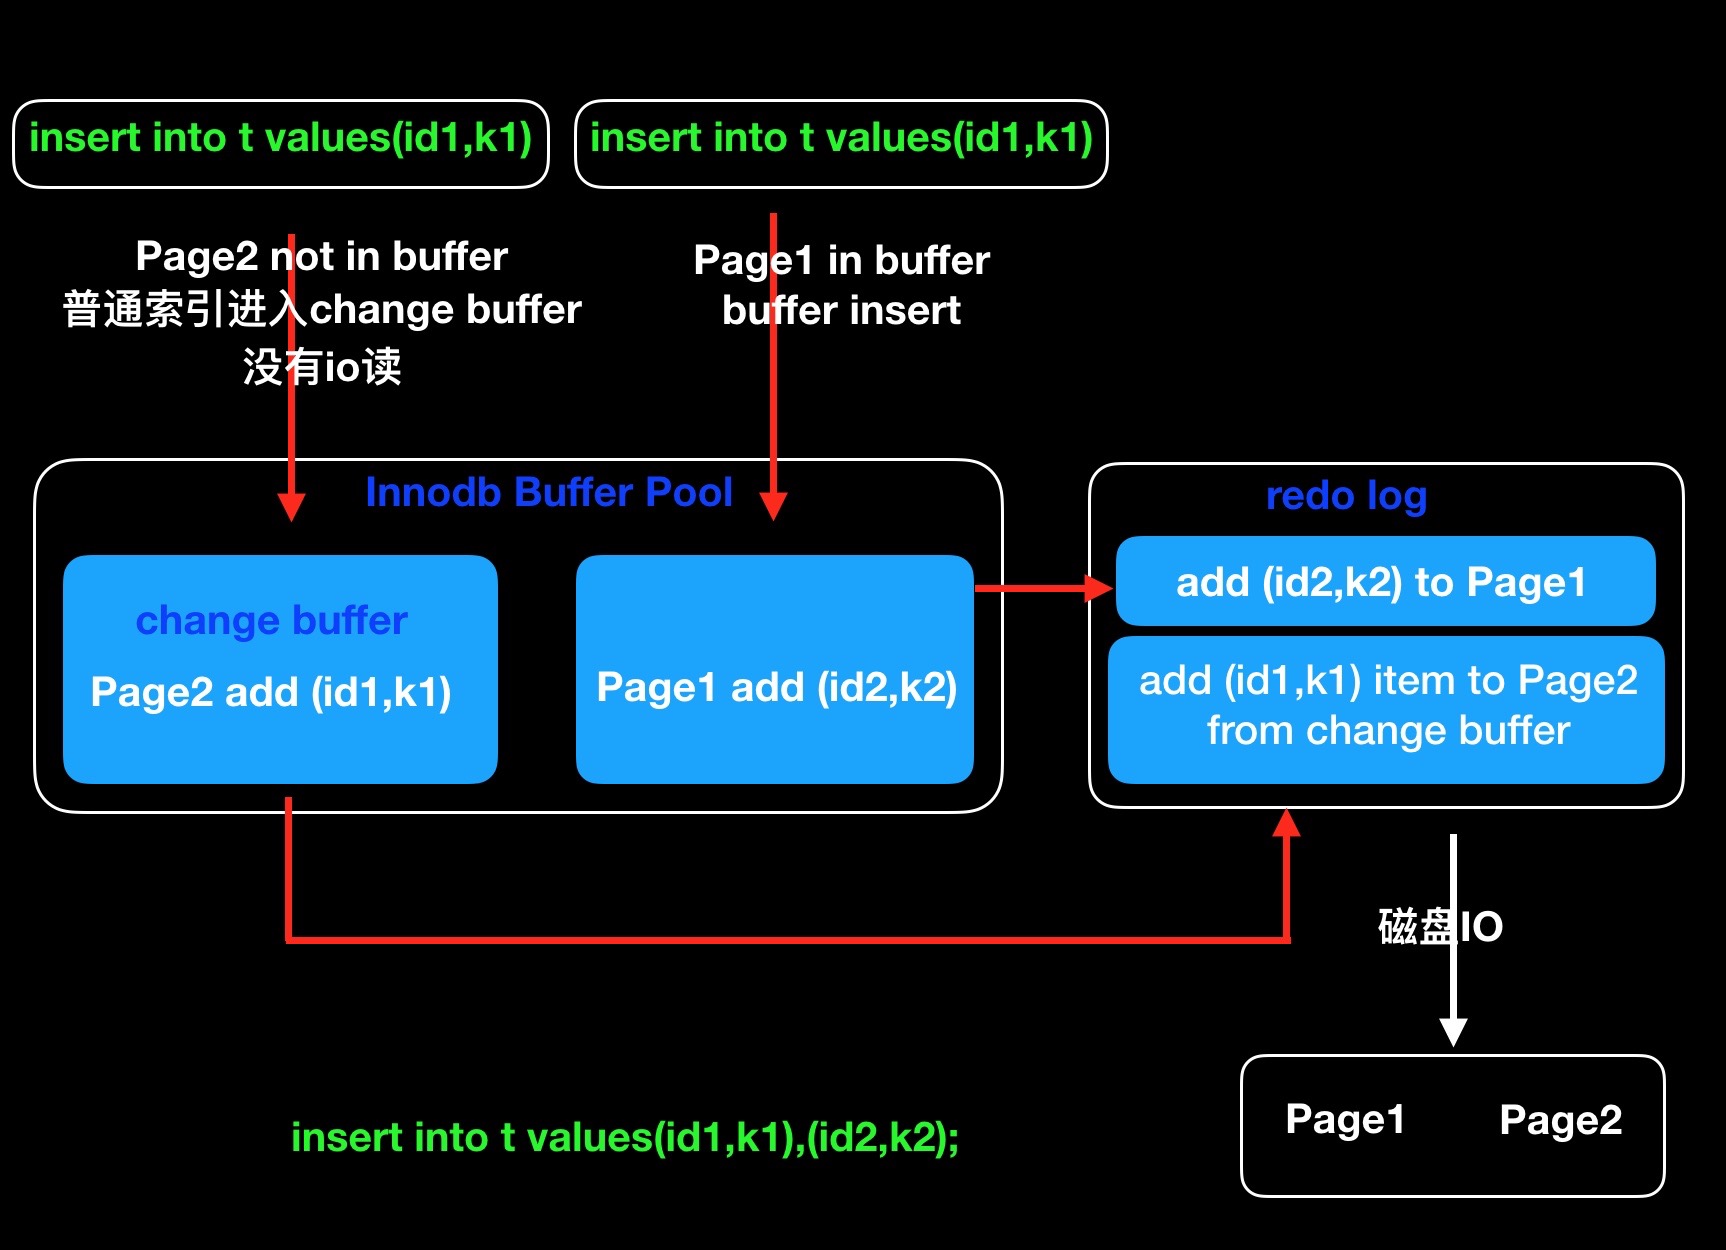 insert into t values(id1,k1)
insert into t values(id1,k1)
Page2 not in buffer
普通索引进入change buffer
没有io读
Page1 in buffer
buffer insert
Innodb Buffer Pool
change buffer
Page2 add (id1,k1)
Page1 add (id2,k2)
redo log
add (id2,k2) to Page1
add (id1,k1) item to Page2
from change buffer
磁盘IO
Page1
Page2
insert into t values(id1,k1),(id2,k2);